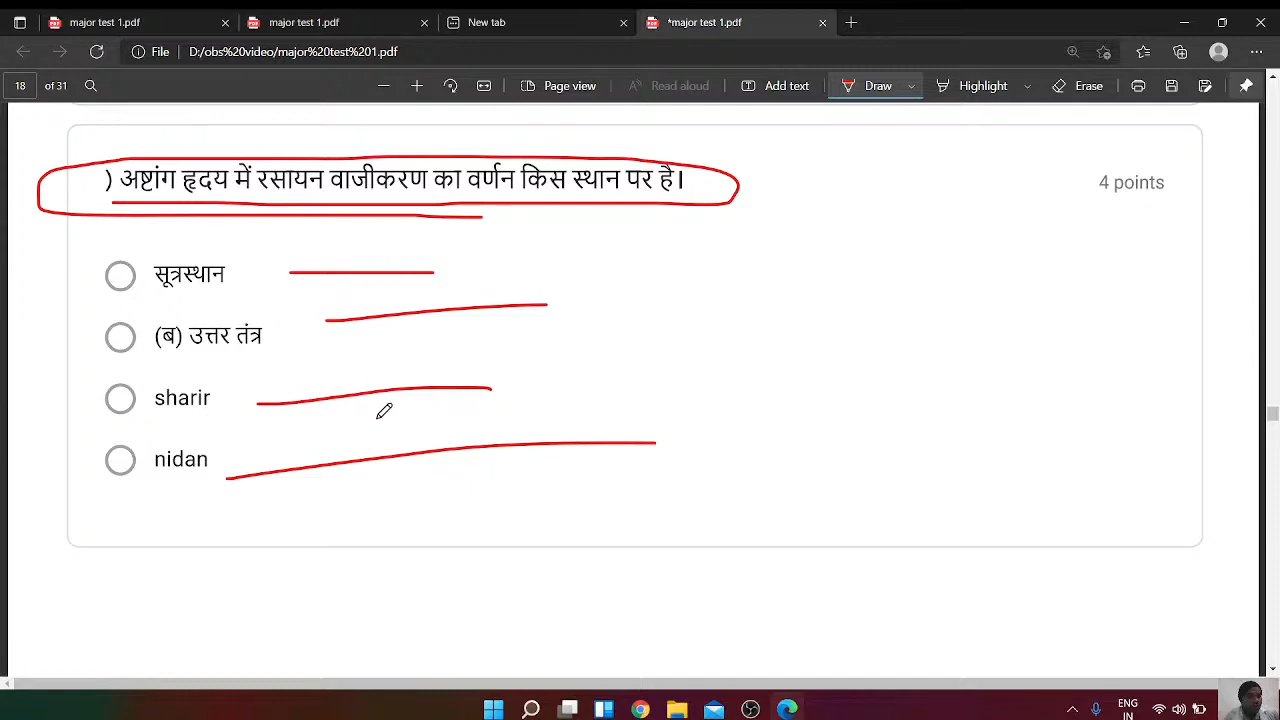 major test 1.pdf
major test 1.pdf
New tab
*major test 1.pdf
File D:/obs%20video/major%20test%201.pdf
18 of 31
Page view
Read aloud
Add text
Draw
Highlight
Erase
) अष्टांग हृदय में रसायन वाजीकरण का वर्णन किस स्थान पर है।
4 points
सूत्रस्थान
(ब) उत्तर तंत्र
sharir
nidan
ENG
IN